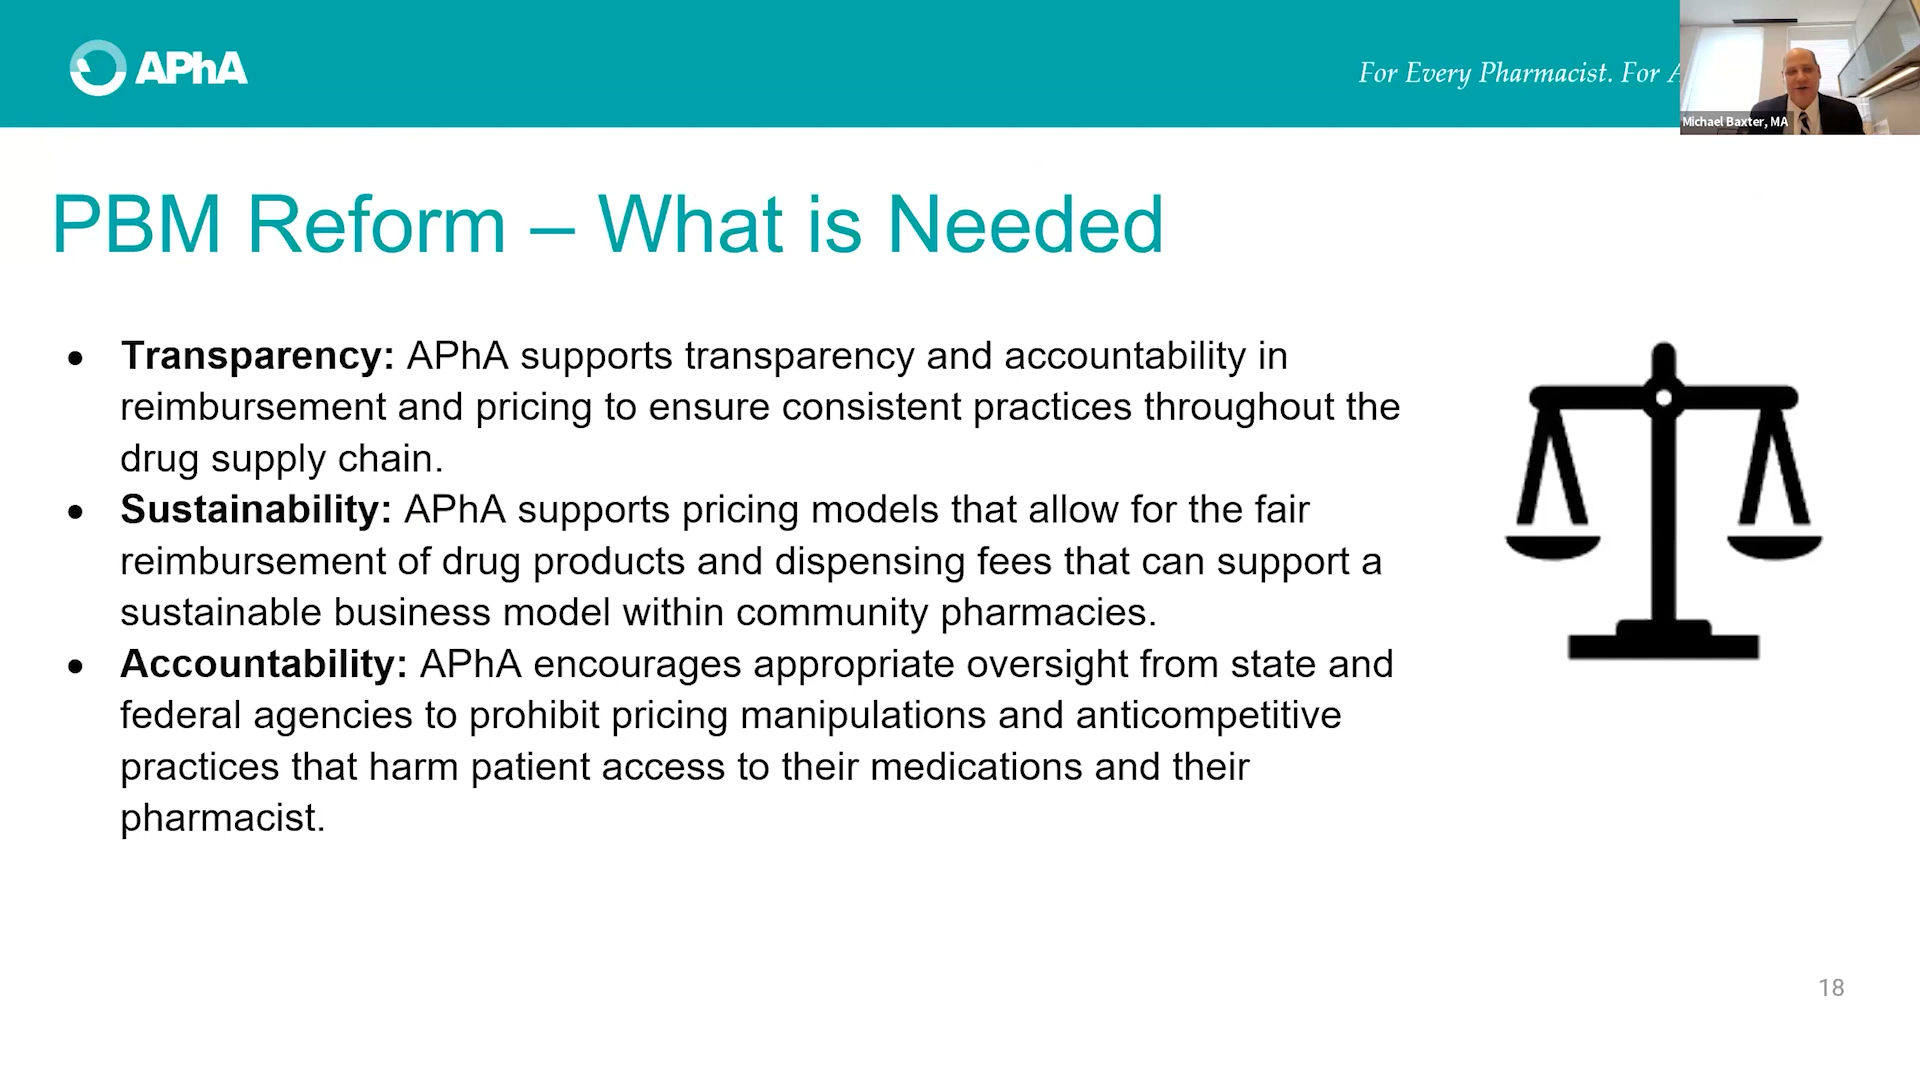 APhA
For Every Pharmacist. For
Michael Baxter, MA
PBM Reform – What is Needed
• Transparency: APhA supports transparency and accountability in
reimbursement and pricing to ensure consistent practices throughout the
drug supply chain.
• Sustainability: APhA supports pricing models that allow for the fair
reimbursement of drug products and dispensing fees that can support a
sustainable business model within community pharmacies.
• Accountability: APhA encourages appropriate oversight from state and
federal agencies to prohibit pricing manipulations and anticompetitive
practices that harm patient access to their medications and their
pharmacist.
18